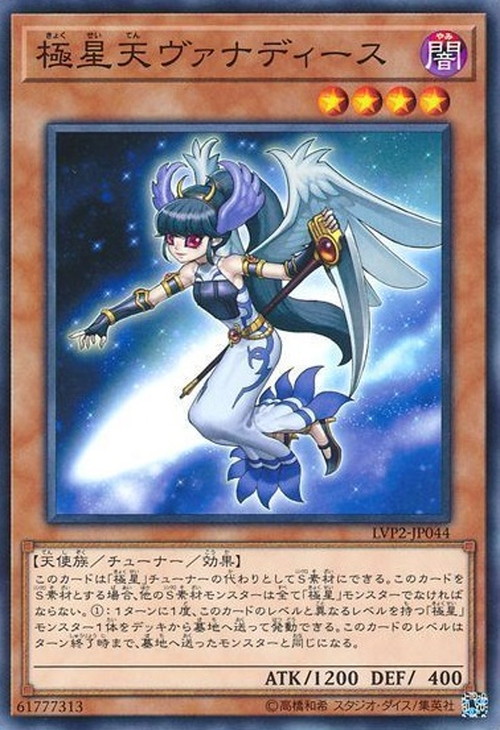 極星天ヴァナディース
闇
LVP2-JP044
【天使族／チューナー／効果】
このカードは「極星」チューナーの代わりとしてS素材にできる。このカードを
S素材とする場合、他のS素材モンスターは全て「極星」モンスターでなければ
ならない。①：1ターンに1度、このカードのレベルと異なるレベルを持つ「極星」
モンスター1体をデッキから墓地へ送って発動できる。このカードのレベルは
ターン終了時まで、墓地へ送ったモンスターと同じになる。
ATK/1200 DEF/ 400
61777313
©高橋和希 スタジオ・ダイス/集英社